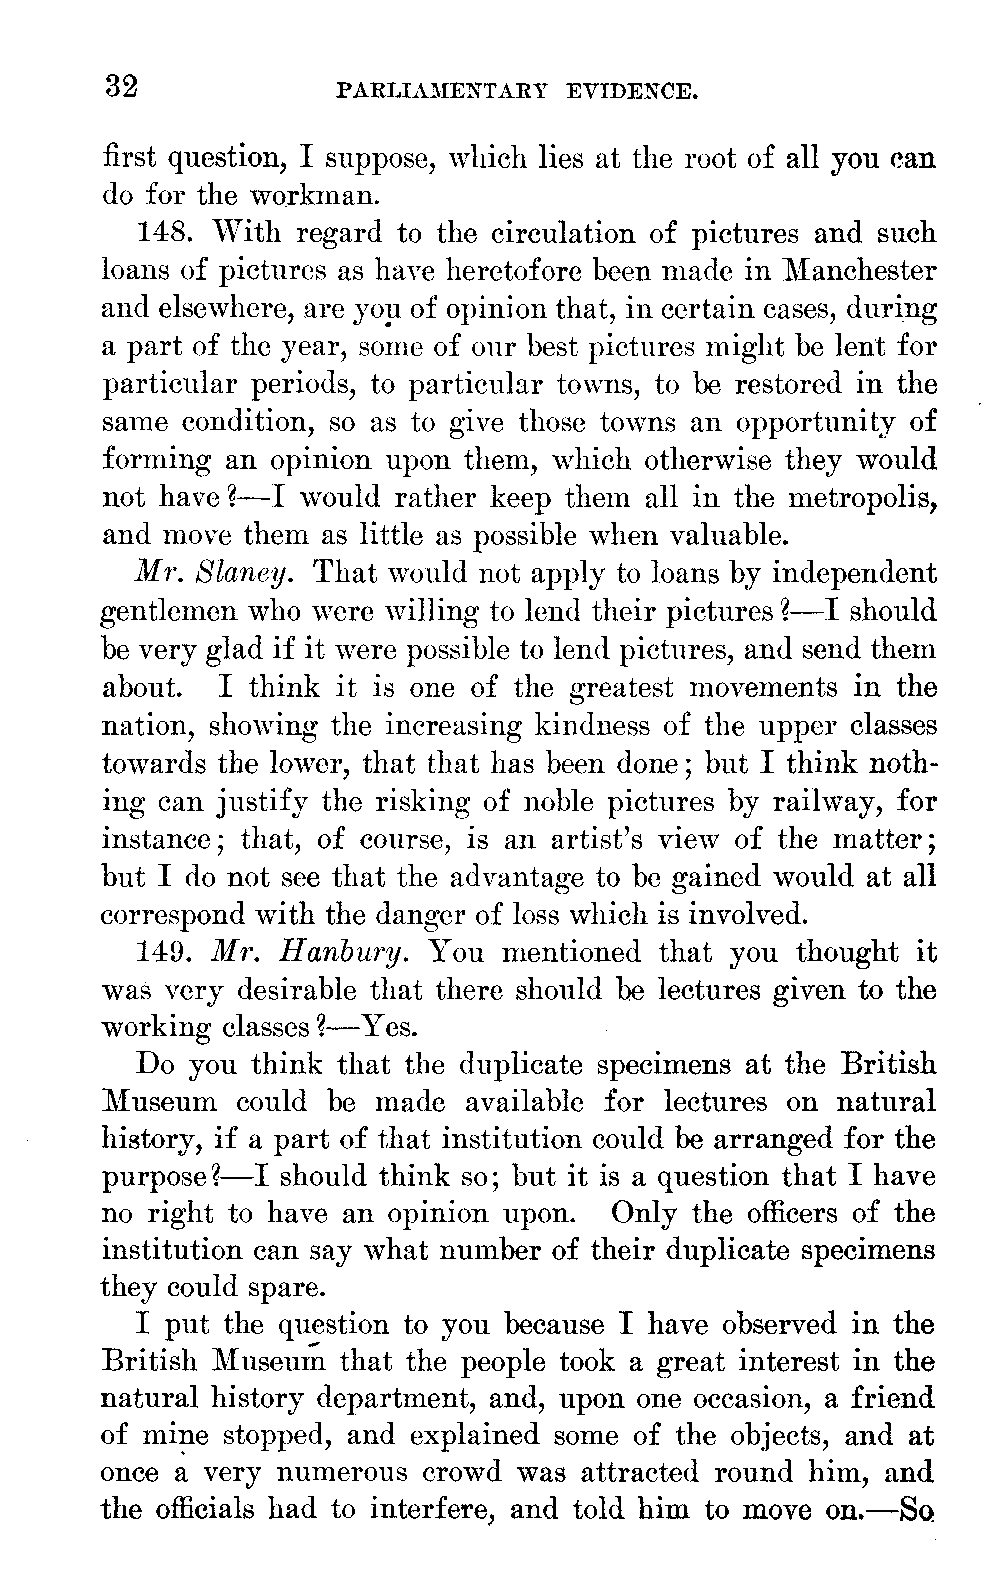 32 PARLIAMENTARY EVIDENCE.
first question, I suppose, which lies at the root of all you can
do for the workman.
148. With regard to the circulation of pictures and such
loans of pictures as have heretofore been made in Manchester
and elsewhere, are you of opinion that, in certain cases, during
a part of the year, some of our best pictures might be lent for
particular periods, to particular towns, to be restored in the
same condition, so as to give those towns an opportunity of
forming an opinion upon them, which otherwise they would
not have?—I would rather keep them all in the metropolis,
and move them as little as possible when valuable.
Mr. Slaney. That would not apply to loans by independent
gentlemen who were willing to lend their pictures?—I should
be very glad if it were possible to lend pictures, and send them
about. I think it is one of the greatest movements in the
nation, showing the increasing kindness of the upper classes
towards the lower, that that has been done; but I think noth-
ing can justify the risking of noble pictures by railway, for
instance; that, of course, is an artist's view of the matter;
but I do not see that the advantage to be gained would at all
correspond with the danger of loss which is involved.
149. Mr. Hanbury. You mentioned that you thought it
was very desirable that there should be lectures given to the
working classes?—Yes.
Do you think that the duplicate specimens at the British
Museum could be made available for lectures on natural
history, if a part of that institution could be arranged for the
purpose?—I should think so; but it is a question that I have
no right to have an opinion upon. Only the officers of the
institution can say what number of their duplicate specimens
they could spare.
I put the question to you because I have observed in the
British Museum that the people took a great interest in the
natural history department, and, upon one occasion, a friend
of mine stopped, and explained some of the objects, and at
once a very numerous crowd was attracted round him, and
the officials had to interfere, and told him to move on.—So